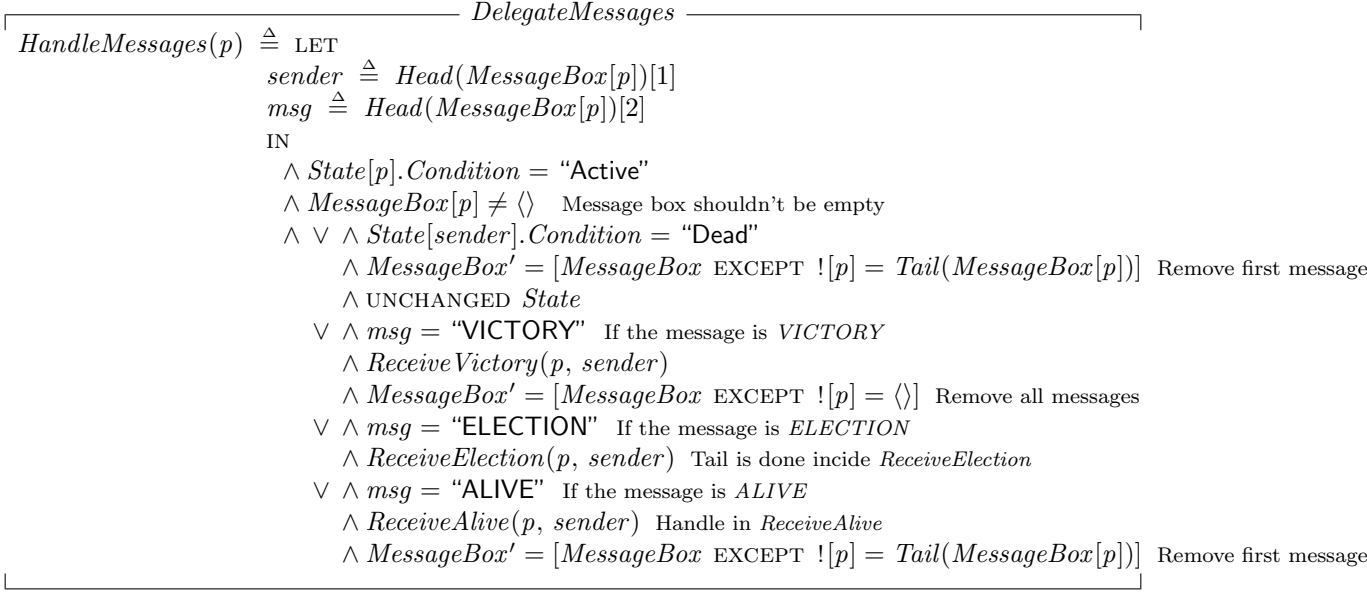 DelegateMessages
HandleMessages(p) ≜ LET
sender ≜ Head(MessageBox[p])[1]
msg ≜ Head(MessageBox[p])[2]
IN
∧ State[p].Condition = “Active”
∧ MessageBox[p] ≠ ⟨⟩ Message box shouldn't be empty
∧ ∨ ∧ State[sender].Condition = “Dead”
∧ MessageBox′ = [MessageBox EXCEPT ![p] = Tail(MessageBox[p])] Remove first message
∧ UNCHANGED State
∨ ∧ msg = “VICTORY” If the message is VICTORY
∧ ReceiveVictory(p, sender)
∧ MessageBox′ = [MessageBox EXCEPT ![p] = ⟨⟩] Remove all messages
∨ ∧ msg = “ELECTION” If the message is ELECTION
∧ ReceiveElection(p, sender) Tail is done incide ReceiveElection
∨ ∧ msg = “ALIVE” If the message is ALIVE
∧ ReceiveAlive(p, sender) Handle in ReceiveAlive
∧ MessageBox′ = [MessageBox EXCEPT ![p] = Tail(MessageBox[p])] Remove first message